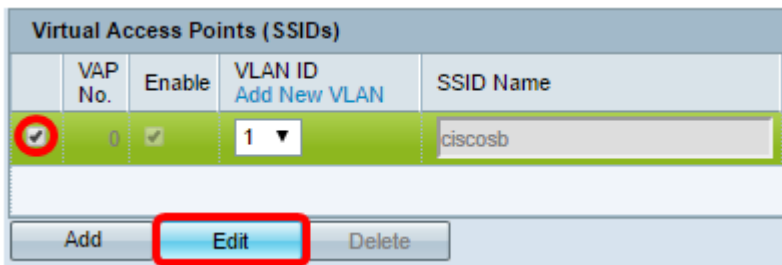 Virtual Access Points (SSIDs)
VAP No. Enable VLAN ID Add New VLAN SSID Name
0 1 ciscosb
Add Edit Delete